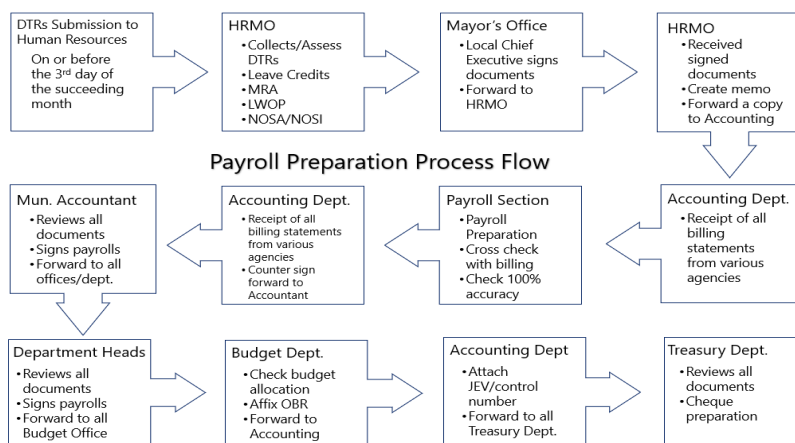 DTRs Submission to
Human Resources
On or before
the 3rd day of
the succeeding
month
HRMO
•Collects/Assess
DTRs
•Leave Credits
•MRA
•LWOP
•NOSA/NOSI
Mayor's Office
•Local Chief
Executive signs
documents
•Forward to
HRMO
HRMO
•Received
signed
documents
•Create memo
•Forward a copy
to Accounting
Payroll Preparation Process Flow
Accounting Dept.
•Receipt of all
billing
statements
from various
agencies
Payroll Section
•Payroll
Preparation
•Cross check
with billing
•Check 100%
accuracy
Accounting Dept.
•Receipt of all
billing statements
from various
agencies
•Counter sign
forward to
Accountant
Mun. Accountant
•Reviews all
documents
•Signs payrolls
•Forward to all
offices/dept.
Department Heads
•Reviews all
documents
•Signs payrolls
•Forward to all
Budget Office
Budget Dept.
•Check budget
allocation
•Affix OBR
•Forward to
Accounting
Accounting Dept
•Attach
JEV/control
number
•Forward to all
Treasury Dept.
Treasury Dept.
•Reviews all
documents
•Cheque
preparation